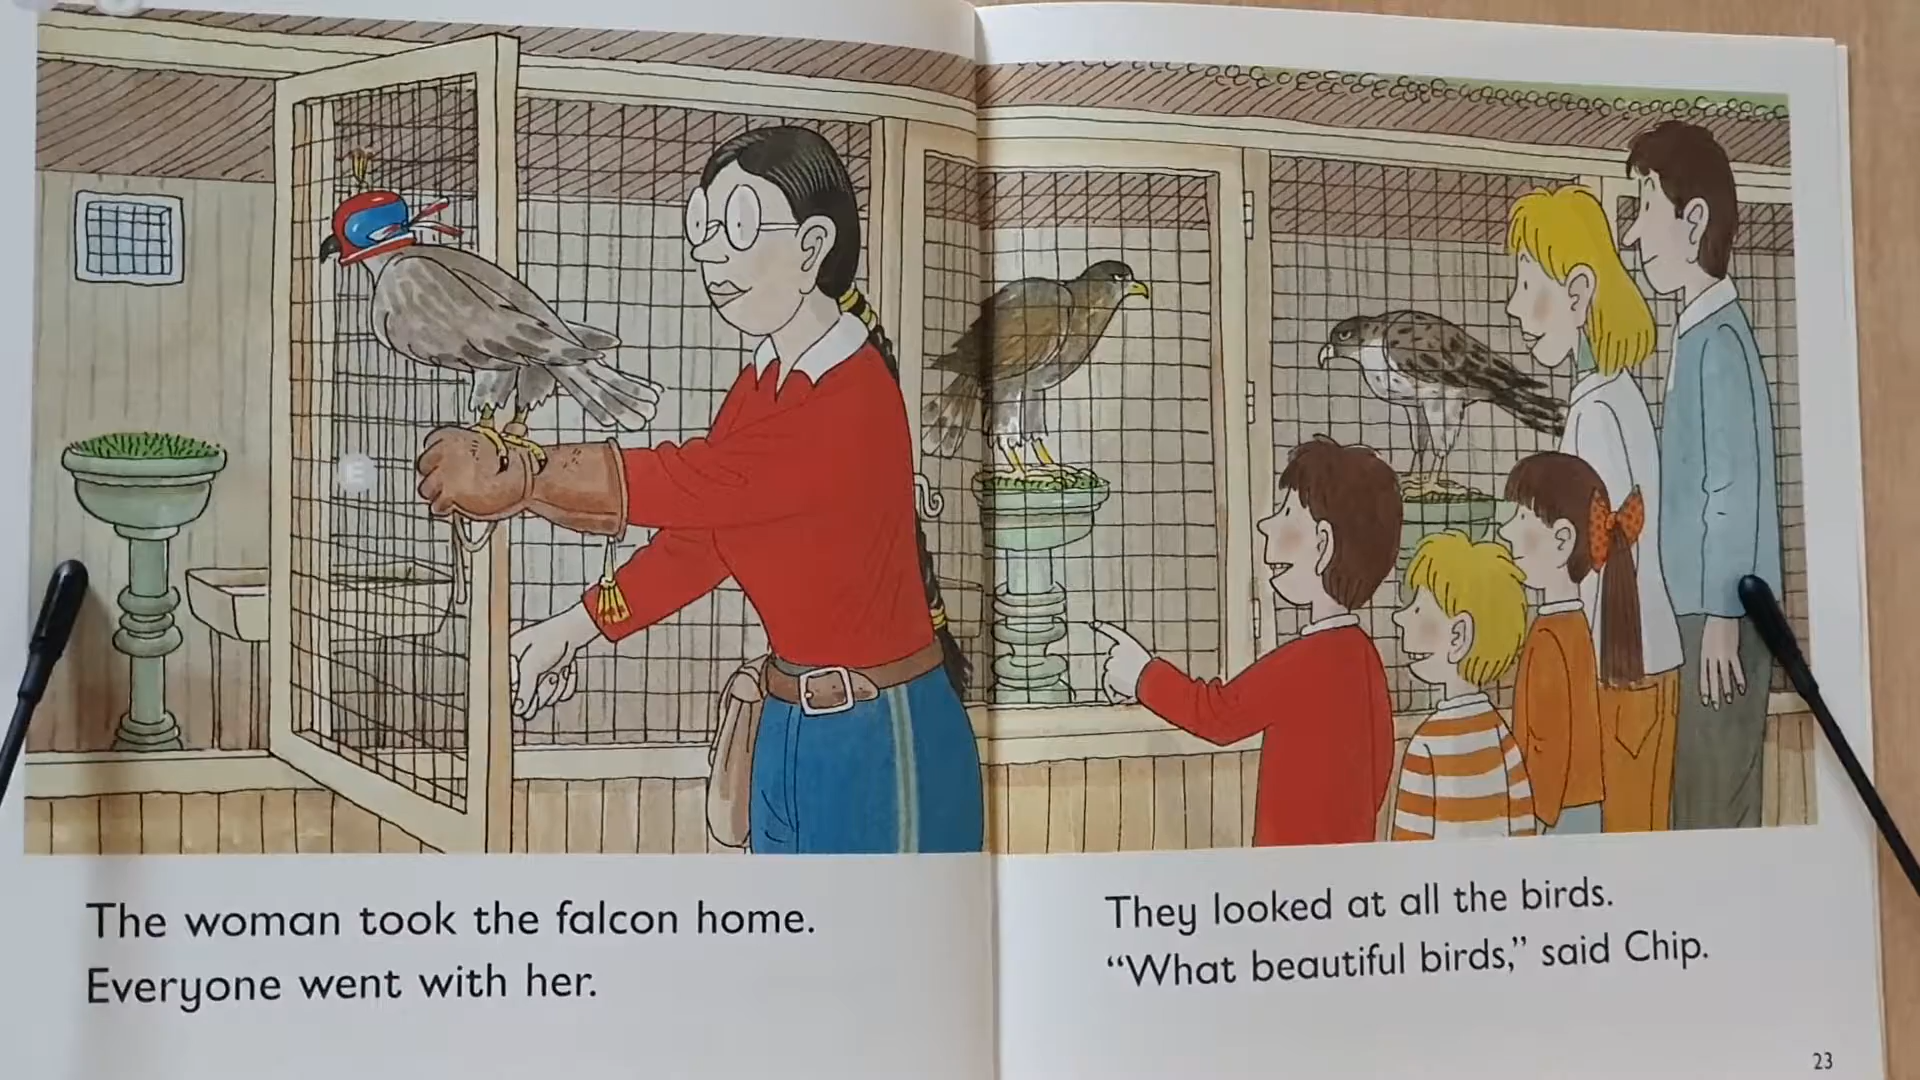 The woman took the falcon home.
Everyone went with her.
They looked at all the birds.
“What beautiful birds,” said Chip.
23
E